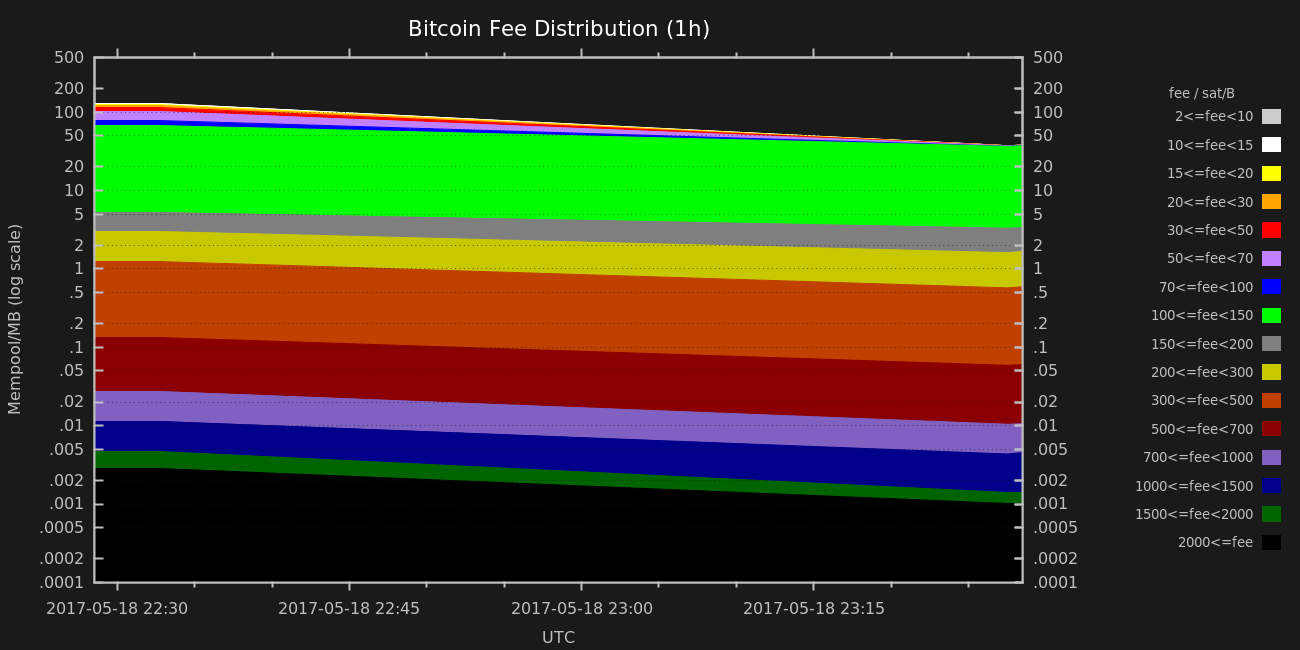 Bitcoin Fee Distribution (1h)
Mempool/MB (log scale)
500
200
100
50
20
10
5
2
1
.5
.2
.1
.05
.02
.01
.005
.002
.001
.0005
.0002
.0001
500
200
100
50
20
10
5
2
1
.5
.2
.1
.05
.02
.01
.005
.002
.001
.0005
.0002
.0001
2017-05-18 22:30 2017-05-18 22:45 2017-05-18 23:00 2017-05-18 23:15
UTC
fee / sat/B
2<=fee<10
10<=fee<15
15<=fee<20
20<=fee<30
30<=fee<50
50<=fee<70
70<=fee<100
100<=fee<150
150<=fee<200
200<=fee<300
300<=fee<500
500<=fee<700
700<=fee<1000
1000<=fee<1500
1500<=fee<2000
2000<=fee